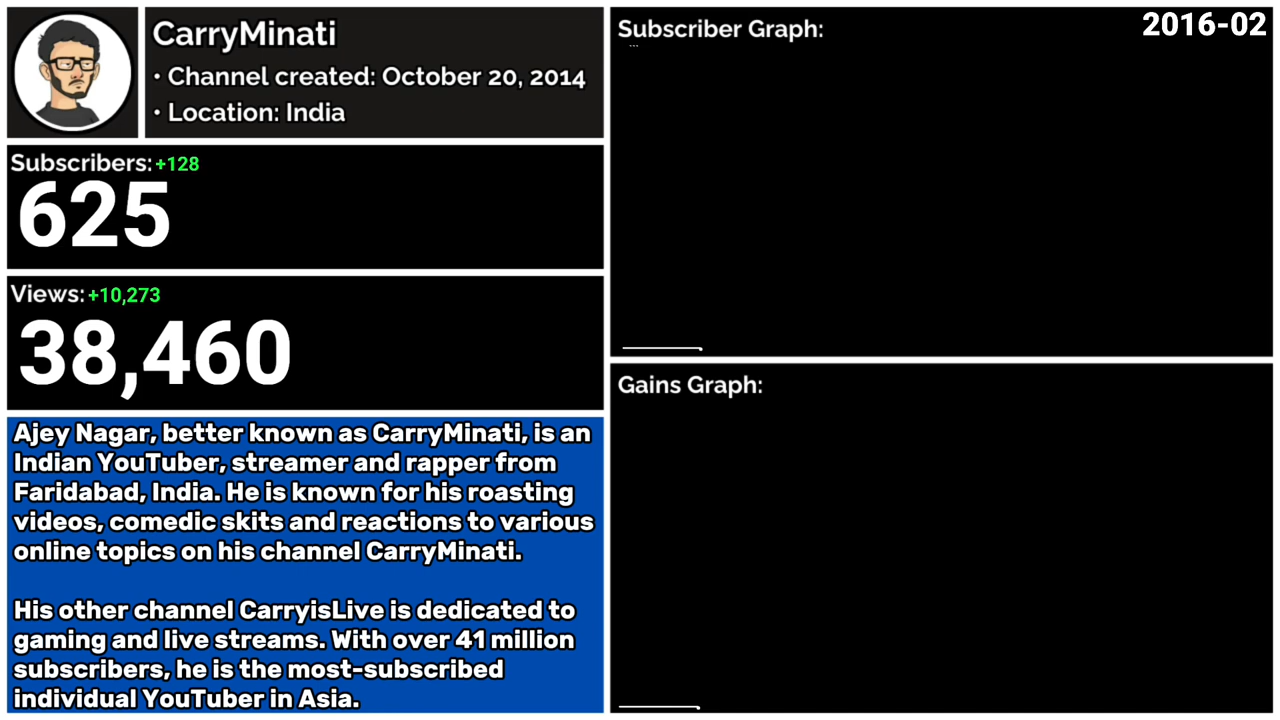 CarryMinati
• Channel created: October 20, 2014
• Location: India
Subscribers: +128
625
Views: +10,273
38,460
Ajey Nagar, better known as CarryMinati, is an
Indian YouTuber, streamer and rapper from
Faridabad, India. He is known for his roasting
videos, comedic skits and reactions to various
online topics on his channel CarryMinati.
His other channel CarryisLive is dedicated to
gaming and live streams. With over 41 million
subscribers, he is the most-subscribed
individual YouTuber in Asia.
Subscriber Graph:
2016-02
...
Gains Graph: